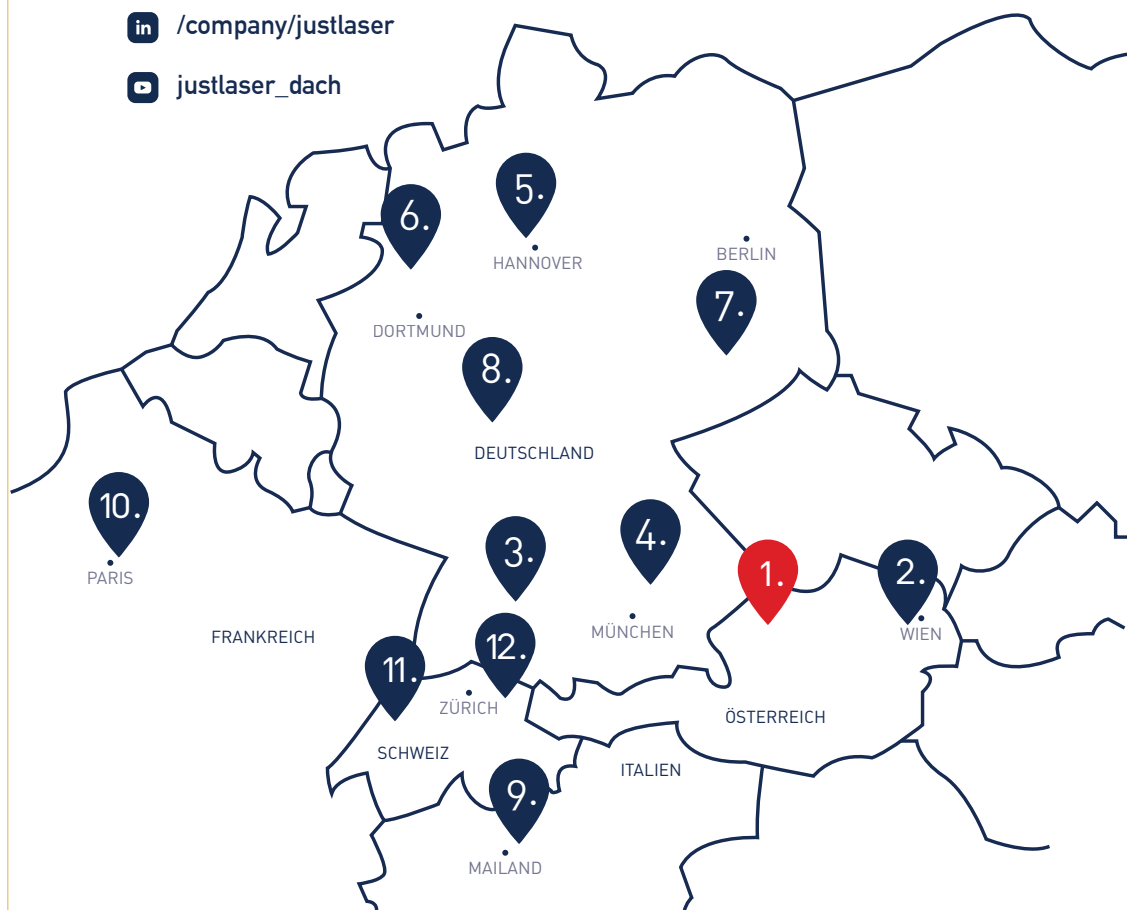 in /company/justlaser
justlaser_dach
5.
6.
HANNOVER
BERLIN
7.
DORTMUND
8.
DEUTSCHLAND
10.
3.
4.
1.
2.
PARIS
MÜNCHEN
WIEN
FRANKREICH
12.
11.
ZÜRICH
ÖSTERREICH
SCHWEIZ
ITALIEN
9.
MAILAND